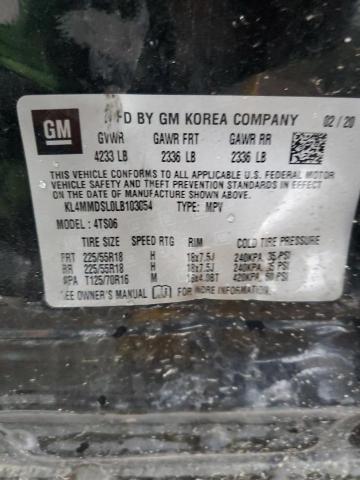 GM
MFD BY GM KOREA COMPANY 02/20
GVWR GAWR FRT GAWR RR
4233 LB 2336 LB 2336 LB
THIS VEHICLE CONFORMS TO ALL APPLICABLE U.S. FEDERAL MOTOR
VEHICLE SAFETY AND THEFT PREVENTION STANDARDS IN
EFFECT ON THE DATE OF MANUFACTURE SHOWN ABOVE.
KL4MMDSL0LB103054 TYPE: MPV
MODEL: 4TS06
TIRE SIZE SPEED RTG RIM COLD TIRE PRESSURE
FRT 225/55R18 H 18x7.5J 240KPA, 35 PSI
RR 225/55R18 H 18x7.5J 240KPA, 35 PSI
SPA T125/70R16 M 16x4.0BT 420KPA, 60 PSI
SEE OWNER'S MANUAL FOR MORE INFORMATION.